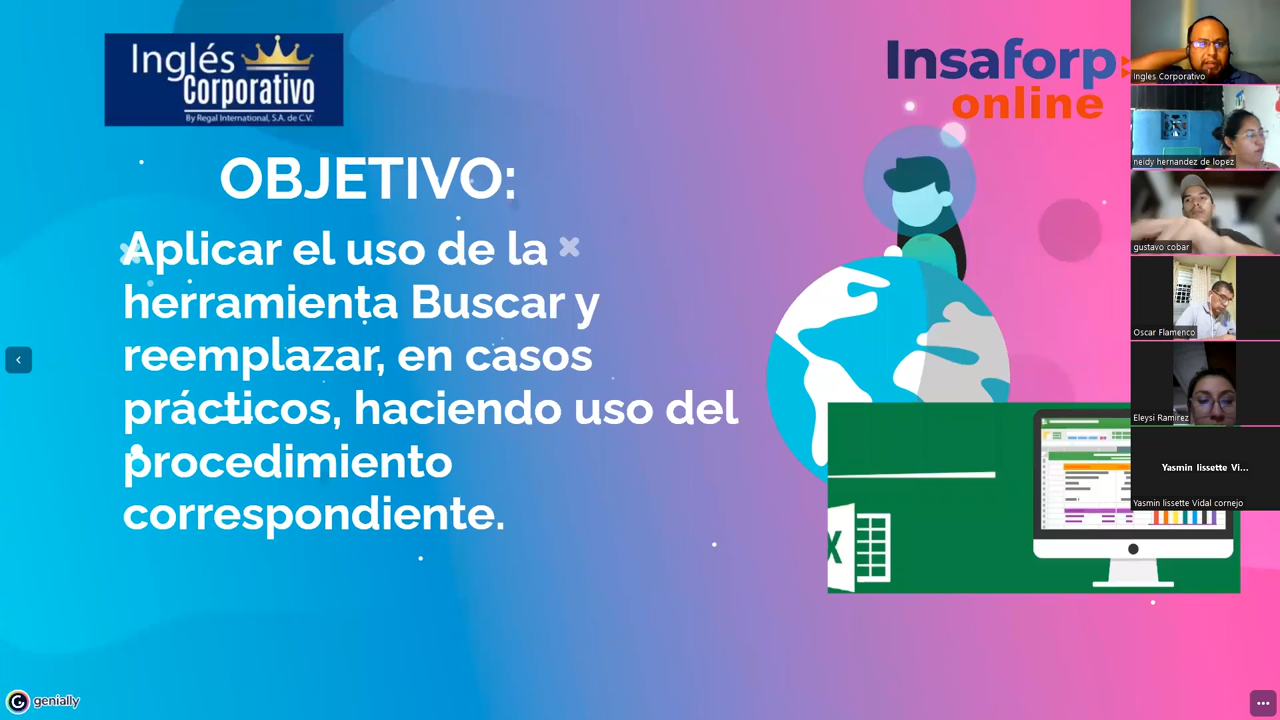 Inglés
Corporativo
By Regal International, S.A. de C.V.
Insaforp
online
OBJETIVO:
Aplicar el uso de la
herramienta Buscar y
reemplazar, en casos
prácticos, haciendo uso del
procedimiento
correspondiente.
X
genially
Ingles Corporativo
neidy hernandez de lopez
gustavo cobar
Oscar Flamenco
Eleysi Ramirez
Yasmin lissette Vi...
Yasmin lissette Vidal cornejo